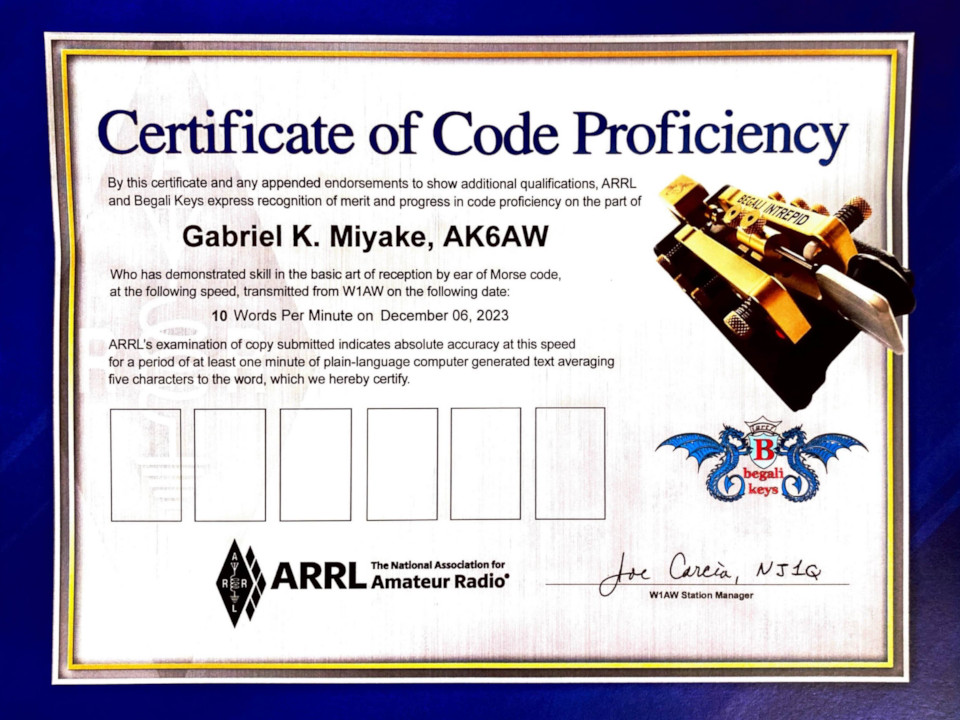 Certificate of Code Proficiency
By this certificate and any appended endorsements to show additional qualifications, ARRL
and Begali Keys express recognition of merit and progress in code proficiency on the part of
Gabriel K. Miyake, AK6AW
Who has demonstrated skill in the basic art of reception by ear of Morse code,
at the following speed, transmitted from W1AW on the following date:
10 Words Per Minute on December 06, 2023
ARRL's examination of copy submitted indicates absolute accuracy at this speed
for a period of at least one minute of plain-language computer generated text averaging
five characters to the word, which we hereby certify.
BEGALI INTREPID
B
begali
keys
A
R R
L
ARRL
The National Association for
Amateur Radio®
Joe Carcia, NJ1Q
W1AW Station Manager